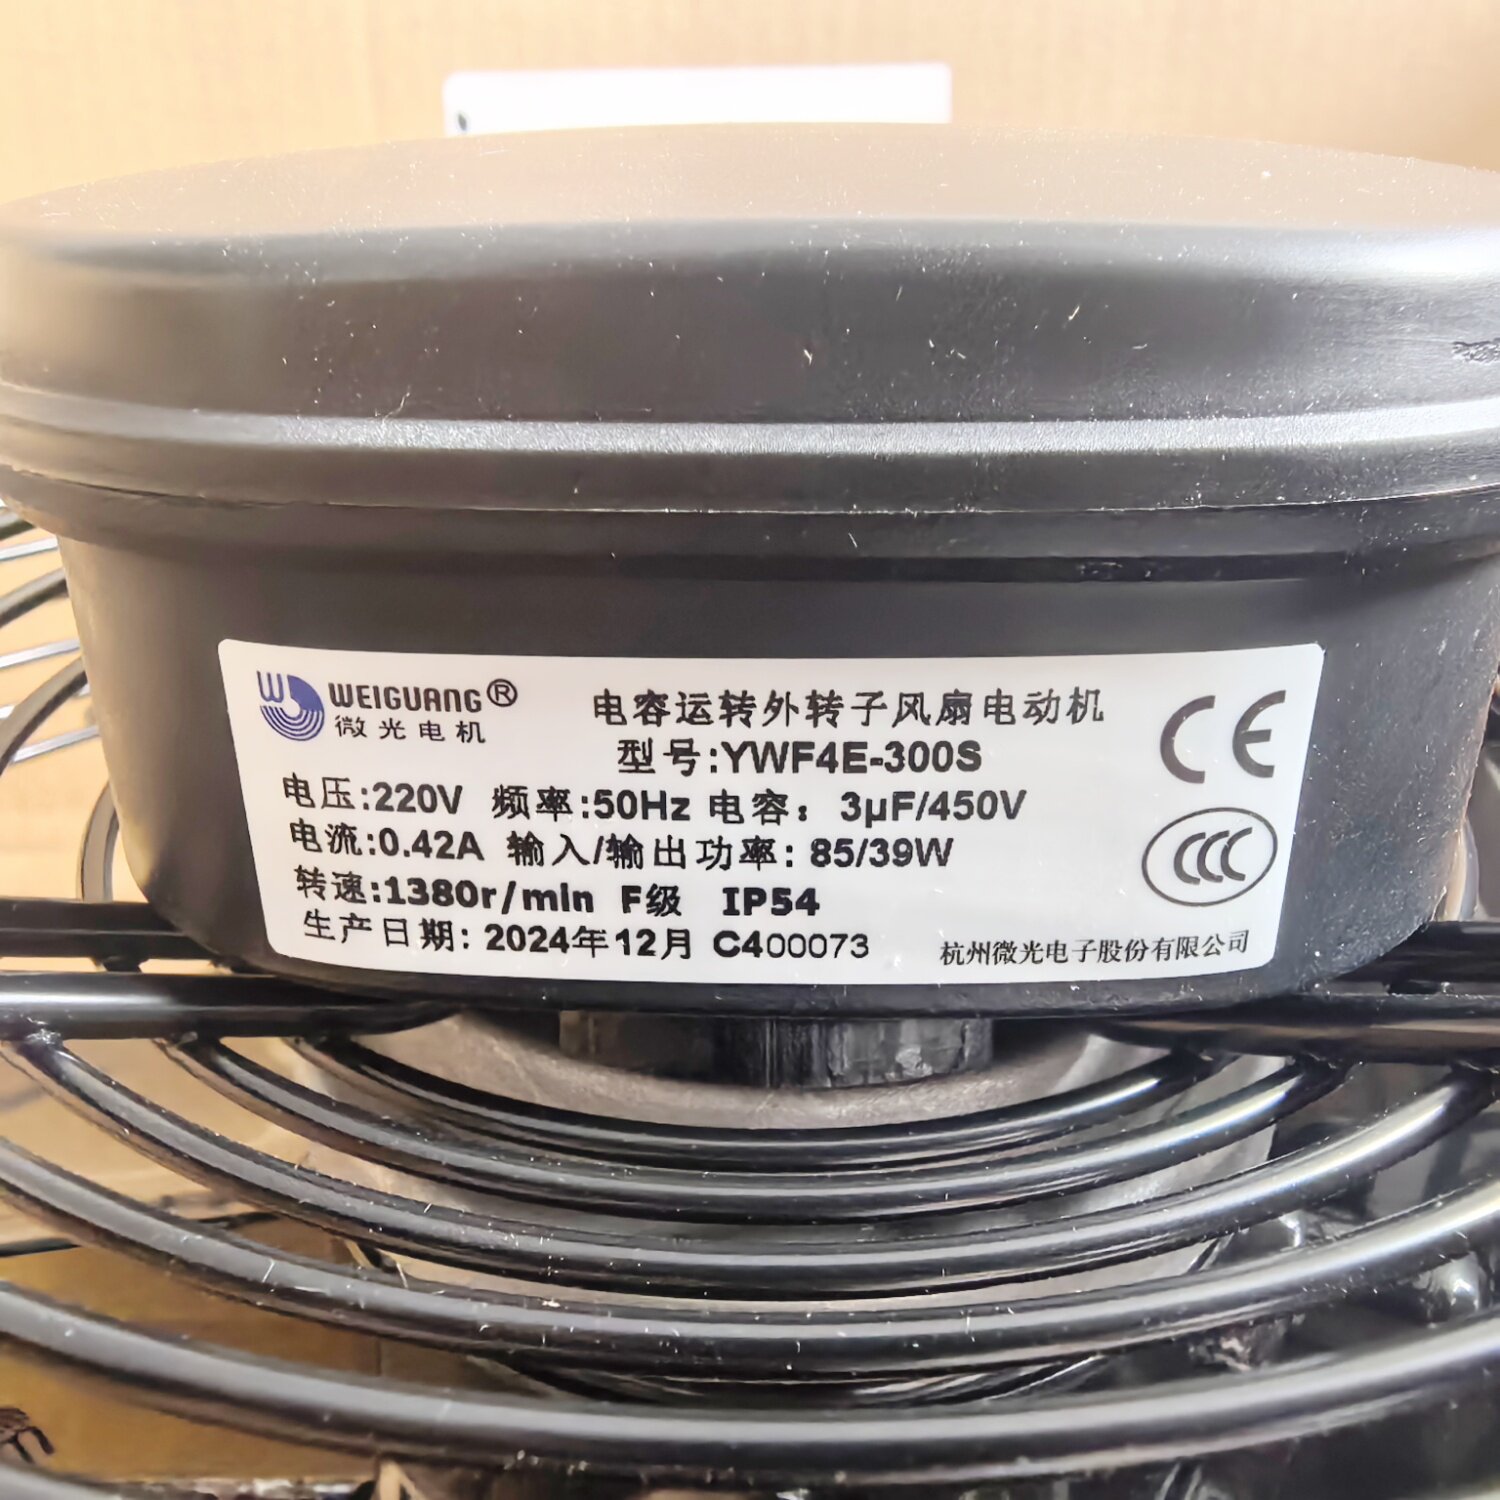 WEIGUANG®
微光电机
电容运转外转子风扇电动机
型号:YWF4E-300S
电压:220V 频率:50Hz 电容: 3μF/450V
电流:0.42A 输入/输出功率: 85/39W
转速:1380r/min F级 IP54
生产日期: 2024年12月 C400073
杭州微光电子股份有限公司
CE
CCC